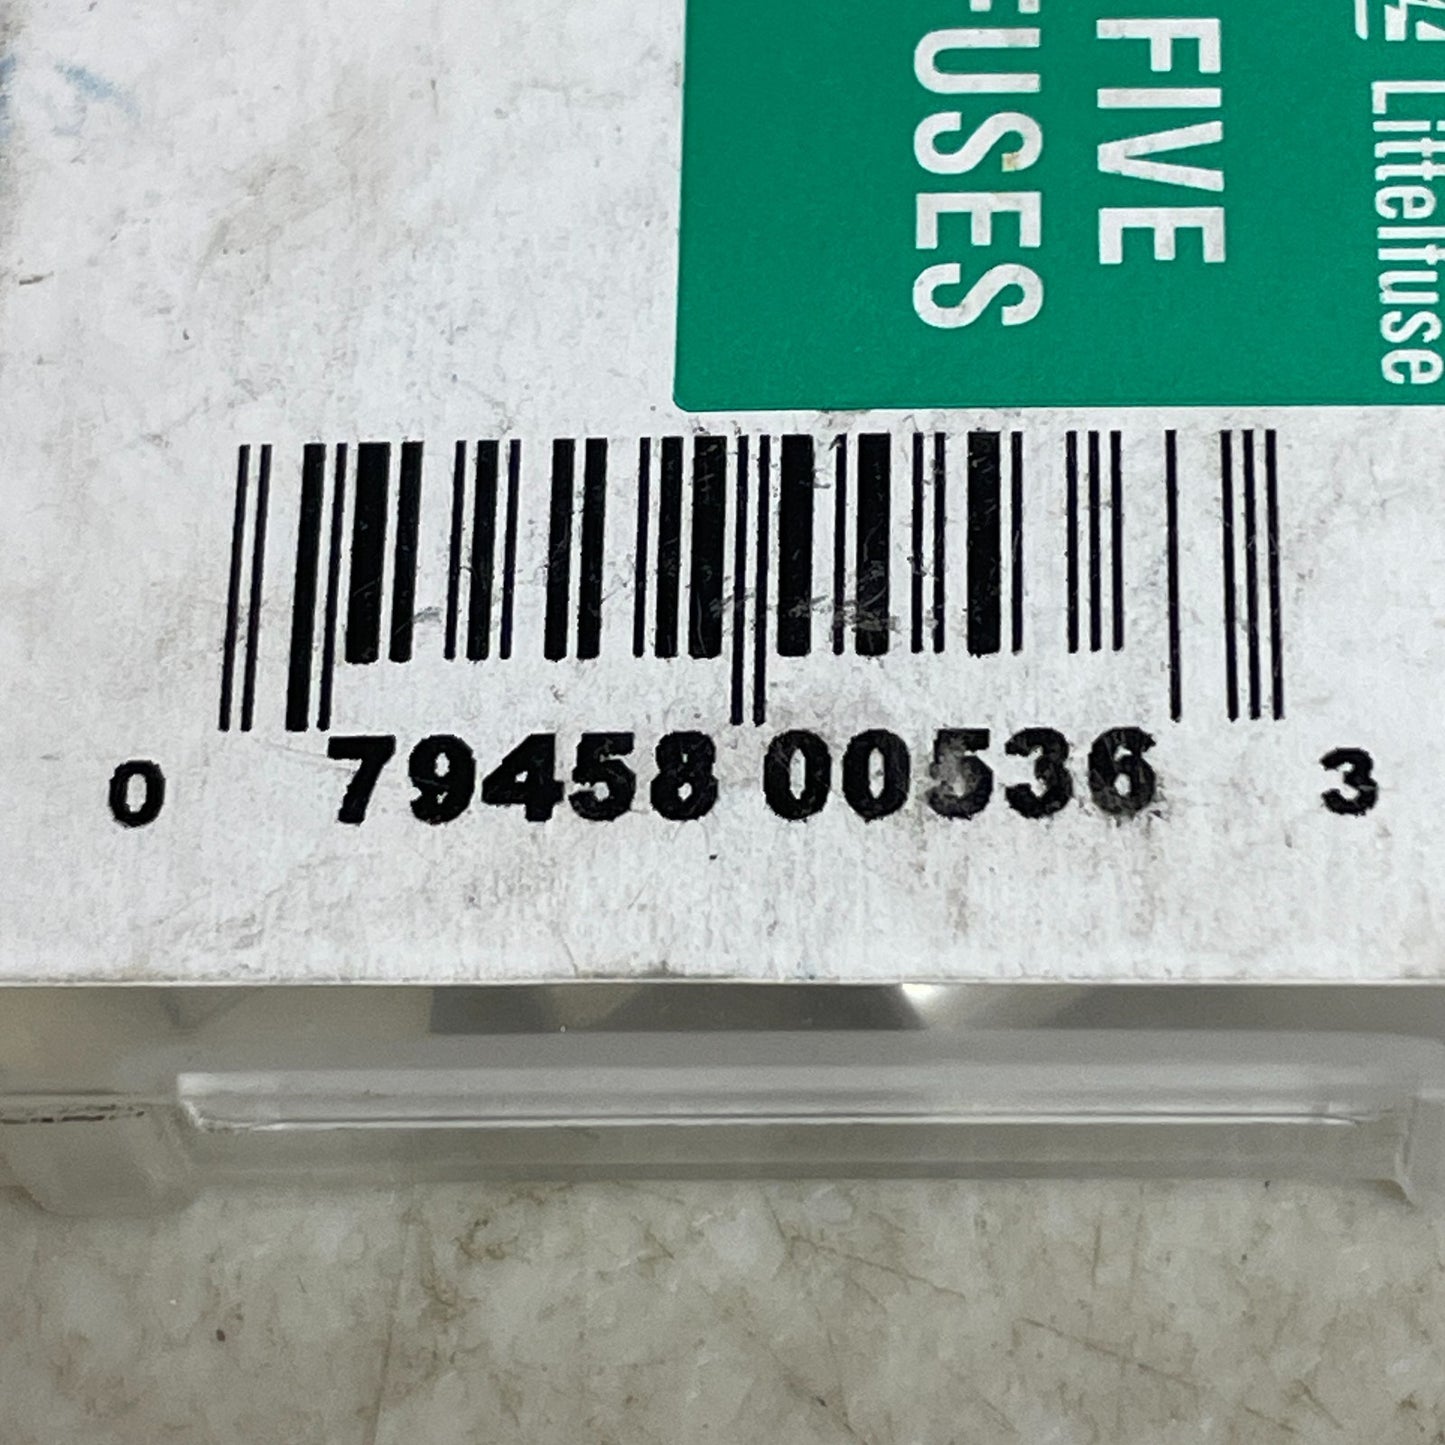 Littelfuse
FIVE
FUSES
0 79458 00536 3